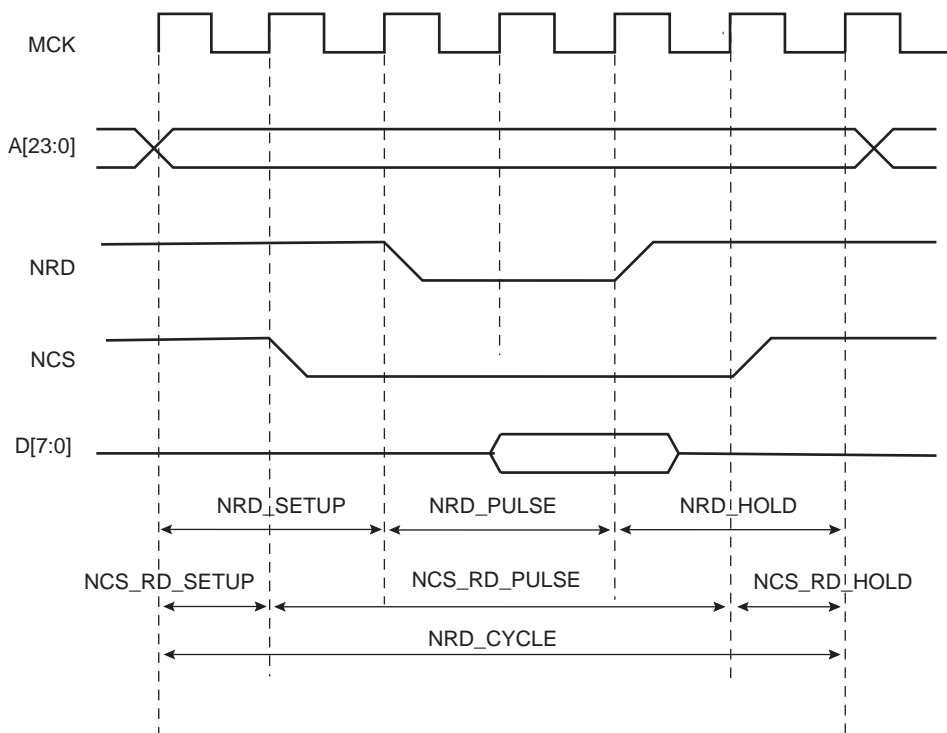 MCK
A[23:0]
NRD
NCS
D[7:0]
NRD_SETUP NRD_PULSE NRD_HOLD
NCS_RD_SETUP NCS_RD_PULSE NCS_RD_HOLD
NRD_CYCLE